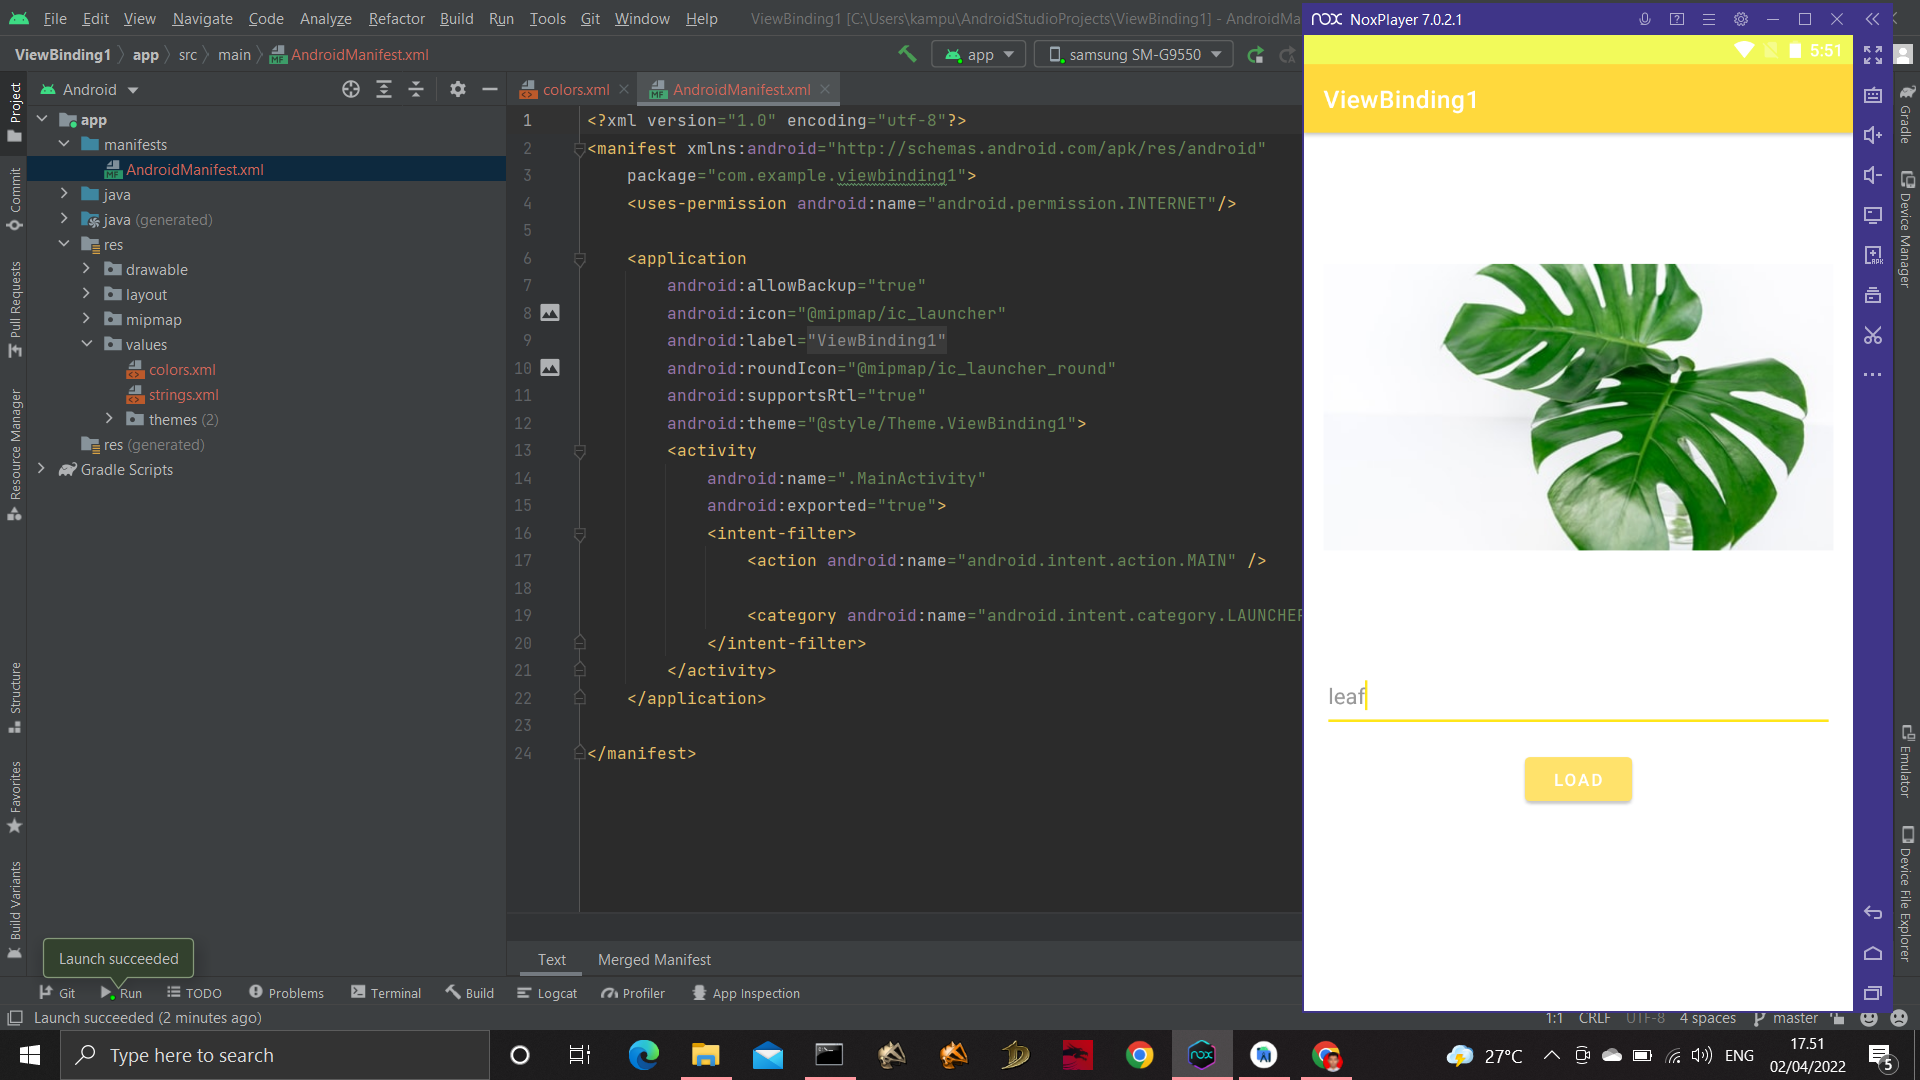 File Edit View Navigate Code Analyze Refactor Build Run Tools Git Window Help ViewBinding1 [C:\Users\kampu\AndroidStudioProjects\ViewBinding1] - AndroidMa
ViewBinding1 app src main AndroidManifest.xml
app samsung SM-G9550
Project
Commit
Pull Requests
Resource Manager
Structure
Favorites
Build Variants
Android
app
manifests
AndroidManifest.xml
java
java (generated)
res
drawable
layout
mipmap
values
colors.xml
strings.xml
themes (2)
res (generated)
Gradle Scripts
colors.xml AndroidManifest.xml
1 <?xml version="1.0" encoding="utf-8"?>
2 <manifest xmlns:android="http://schemas.android.com/apk/res/android"
3 package="com.example.viewbinding1">
4 <uses-permission android:name="android.permission.INTERNET"/>
5
6 <application
7 android:allowBackup="true"
8 android:icon="@mipmap/ic_launcher"
9 android:label="ViewBinding1"
10 android:roundIcon="@mipmap/ic_launcher_round"
11 android:supportsRtl="true"
12 android:theme="@style/Theme.ViewBinding1">
13 <activity
14 android:name=".MainActivity"
15 android:exported="true">
16 <intent-filter>
17 <action android:name="android.intent.action.MAIN" />
18
19 <category android:name="android.intent.category.LAUNCHER
20 </intent-filter>
21 </activity>
22 </application>
23
24 </manifest>
Text Merged Manifest
NOX NoxPlayer 7.0.2.1
5:51
ViewBinding1
leaf
LOAD
Gradle
Device Manager
Emulator
Device File Explorer
Launch succeeded
Git Run TODO Problems Terminal Build Logcat Profiler App Inspection
Launch succeeded (2 minutes ago)
1:1 CRLF UTF-8 4 spaces master
Type here to search
27°C ENG
17.51
02/04/2022
5